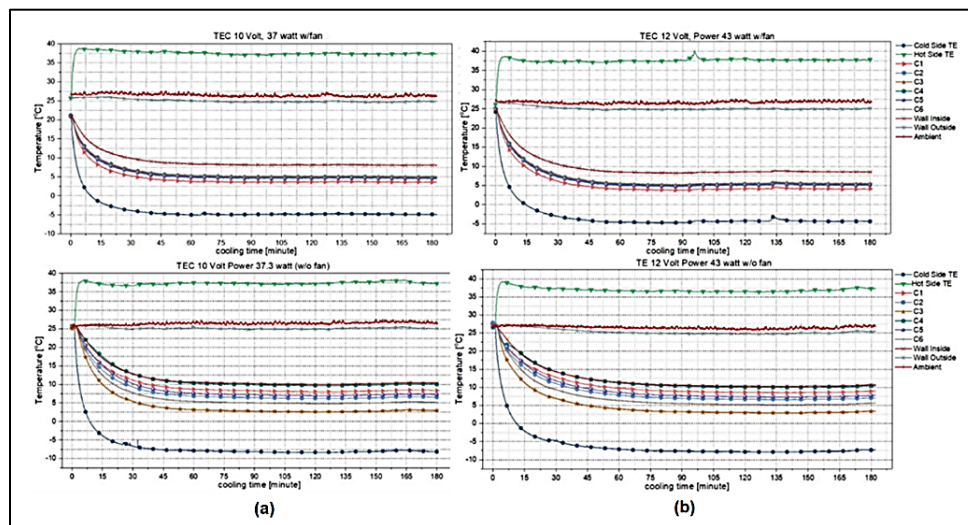 TEC 10 Volt, 37 watt w/fan
Temperature [°C]
40
35
30
25
20
15
10
5
0
-5
-10
0 15 30 45 60 75 90 105 120 135 150 165 180
cooling time [minute]
TEC 12 Volt, Power 43 watt w/fan
Temperature [°C]
40
35
30
25
20
15
10
5
0
-5
0 15 30 45 60 75 90 105 120 135 150 165 180
cooling time [minute]
Cold Side TE
Hot Side TE
C1
C2
C3
C4
C5
C6
Wall Inside
Wall Outside
Ambient
TEC 10 Volt Power 37.3 watt (w/o fan)
Temperature [°C]
40
35
30
25
20
15
10
5
0
-5
-10
0 15 30 45 60 75 90 105 120 135 150 165 180
cooling time [minute]
TE 12 Volt Power 43 watt w/o fan
Temperature [°C]
40
35
30
25
20
15
10
5
0
-5
-10
0 15 30 45 60 75 90 105 120 135 150 165 180
cooling time [minute]
Cold Side TE
Hot Side TE
C1
C2
C3
C4
C5
C6
Wall Inside
Wall Outside
Ambient
(a)
(b)